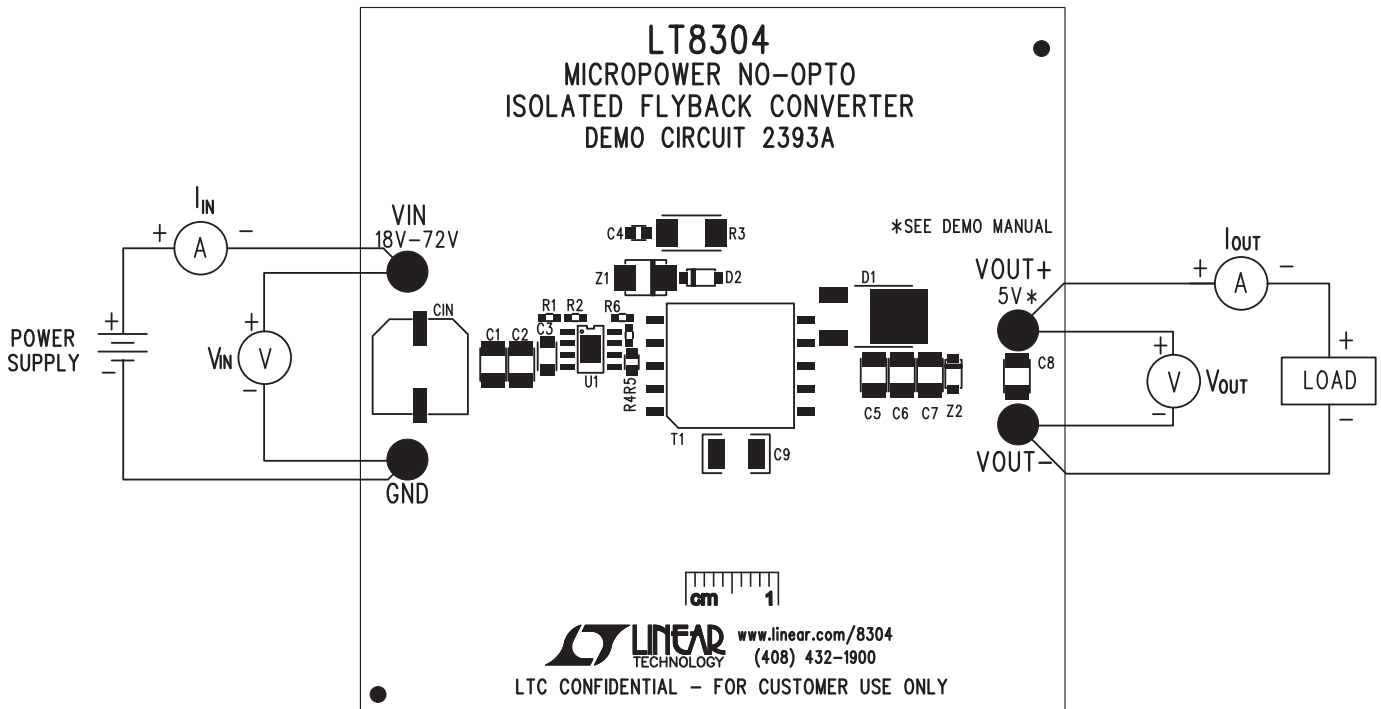 LT8304
MICROPOWER NO-OPTO
ISOLATED FLYBACK CONVERTER
DEMO CIRCUIT 2393A
IIN
+ A -
VIN
18V-72V
C4
R3
*SEE DEMO MANUAL
IOUT
+ A -
Z1
D2
D1
VOUT+
5V*
POWER
SUPPLY
+
-
VIN
+
V
-
CIN
C1
C2
C3
R1
R2
R6
U1
R4
R5
T1
C9
C5
C6
C7
Z2
C8
+
V
-
VOUT
+
LOAD
-
GND
VOUT-
cm 1
LINEAR
TECHNOLOGY
www.linear.com/8304
(408) 432-1900
LTC CONFIDENTIAL - FOR CUSTOMER USE ONLY